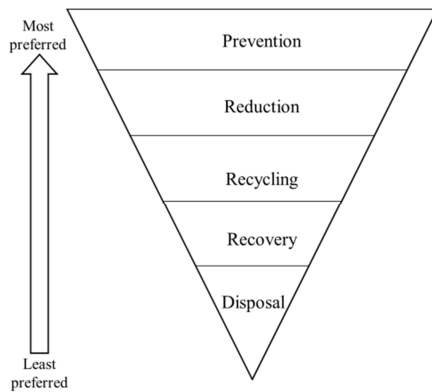 Most
preferred
Prevention
Reduction
Recycling
Recovery
Disposal
Least
preferred